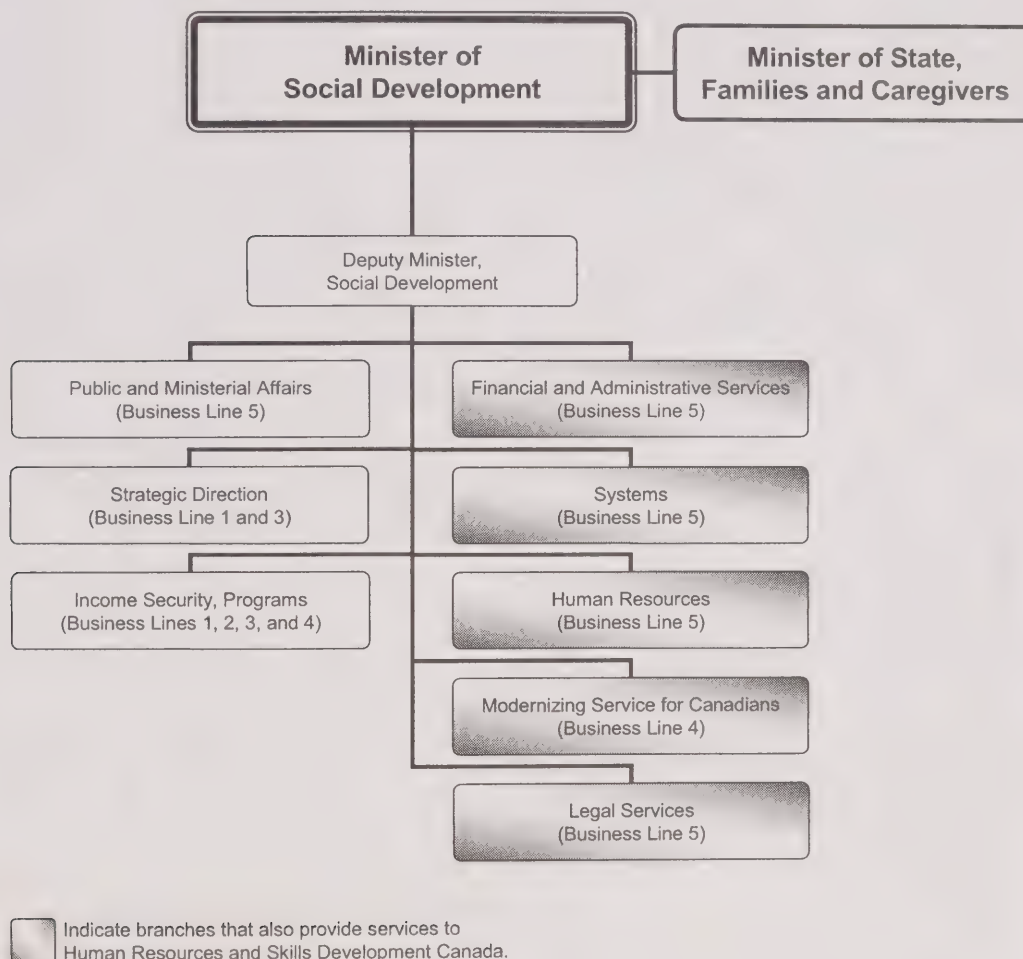 Minister of
Social Development
Minister of State,
Families and Caregivers
Deputy Minister,
Social Development
Public and Ministerial Affairs
(Business Line 5)
Financial and Administrative Services
(Business Line 5)
Strategic Direction
(Business Line 1 and 3)
Systems
(Business Line 5)
Income Security, Programs
(Business Lines 1, 2, 3, and 4)
Human Resources
(Business Line 5)
Modernizing Service for Canadians
(Business Line 4)
Legal Services
(Business Line 5)
Indicate branches that also provide services to
Human Resources and Skills Development Canada.